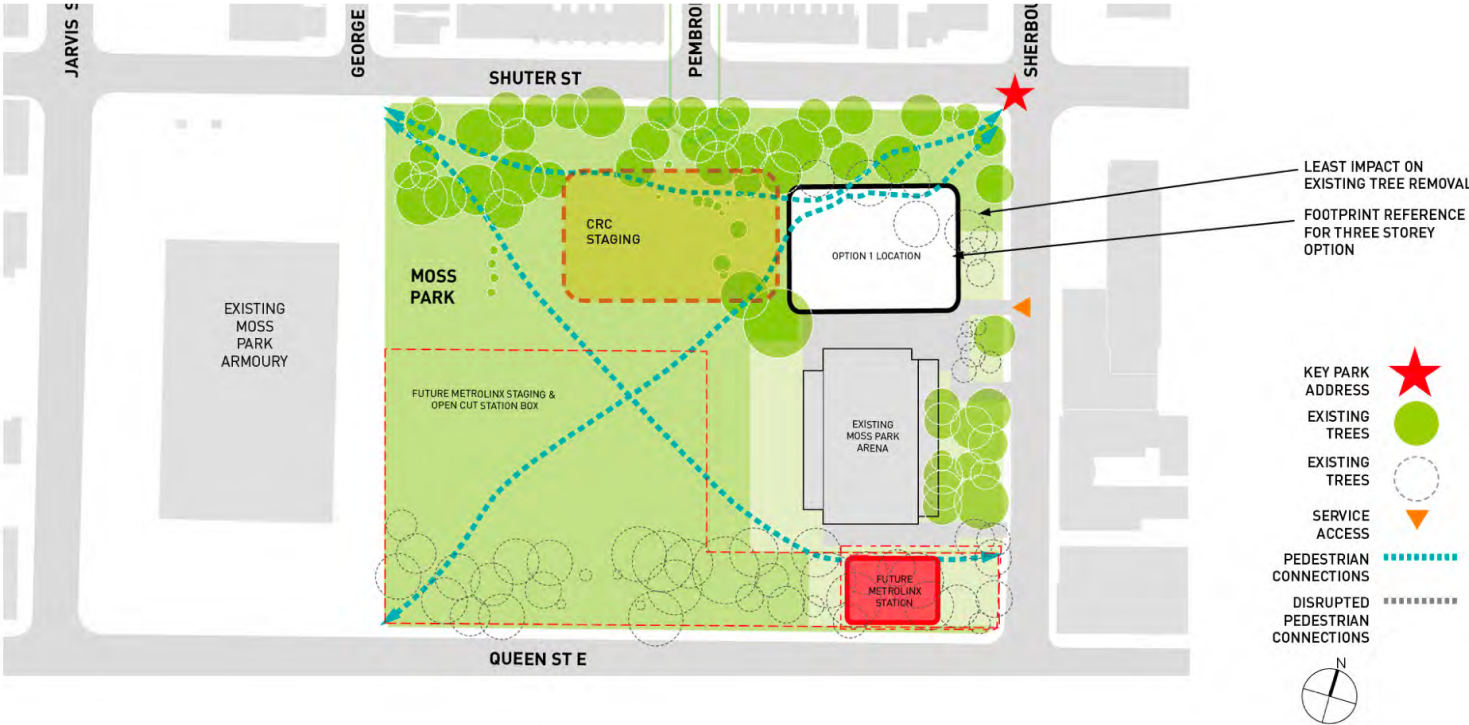 JARVIS S
GEORGE
PEMBRO
SHERBOU
SHUTER ST
LEAST IMPACT ON
EXISTING TREE REMOVAL
FOOTPRINT REFERENCE
FOR THREE STOREY
OPTION
CRC
STAGING
OPTION 1 LOCATION
MOSS
PARK
EXISTING
MOSS
PARK
ARMOURY
FUTURE METROLINX STAGING &
OPEN CUT STATION BOX
EXISTING
MOSS PARK
ARENA
FUTURE
METROLINX
STATION
QUEEN ST E
KEY PARK
ADDRESS
EXISTING
TREES
EXISTING
TREES
SERVICE
ACCESS
PEDESTRIAN
CONNECTIONS
DISRUPTED
PEDESTRIAN
CONNECTIONS
N